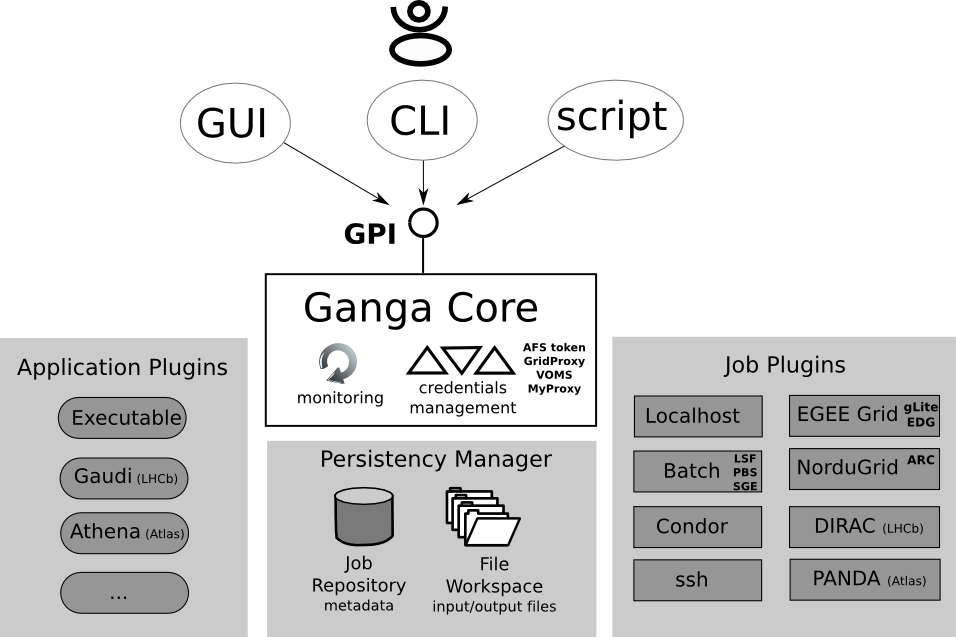 GUI
CLI
script
GPI
Ganga Core
monitoring
credentials
management
AFS token
GridProxy
VOMS
MyProxy
Application Plugins
Executable
Gaudi (LHCb)
Athena (Atlas)
...
Persistency Manager
Job
Repository
metadata
File
Workspace
input/output files
Job Plugins
Localhost
EGEE Grid gLite
EDG
Batch LSF
PBS
SGE
NorduGrid ARC
Condor
DIRAC (LHCb)
ssh
PANDA (Atlas)